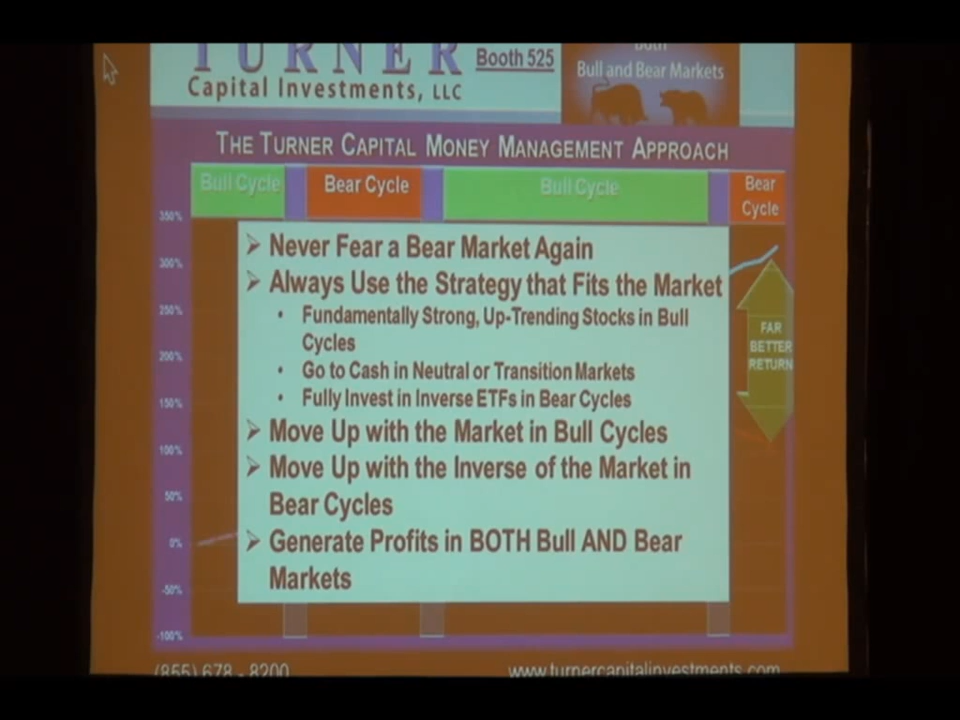 TURNER
Booth 525
Capital Investments, LLC
Both
Bull and Bear Markets
THE TURNER CAPITAL MONEY MANAGEMENT APPROACH
Bull Cycle
Bear Cycle
Bull Cycle
Bear
Cycle
350%
300%
250%
200%
150%
100%
50%
0%
-50%
-100%
➢ Never Fear a Bear Market Again
➢ Always Use the Strategy that Fits the Market
• Fundamentally Strong, Up-Trending Stocks in Bull
Cycles
• Go to Cash in Neutral or Transition Markets
• Fully Invest in Inverse ETFs in Bear Cycles
➢ Move Up with the Market in Bull Cycles
➢ Move Up with the Inverse of the Market in
Bear Cycles
➢ Generate Profits in BOTH Bull AND Bear
Markets
FAR
BETTER
RETURN
(855) 678 - 8200
www.turnercapitalinvestments.com